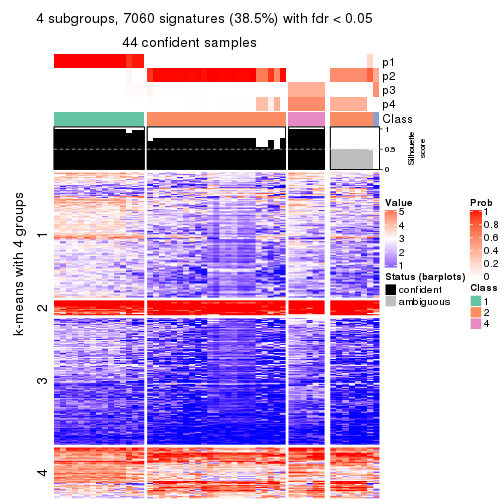 4 subgroups, 7060 signatures (38.5%) with fdr < 0.05
44 confident samples
p1
p2
p3
p4
Class
1
0.5
0
Silhouette
score
k-means with 4 groups
1
2
3
4
Value
5
4
3
2
1
Status (barplots)
confident
ambiguous
Prob
1
0.8
0.6
0.4
0.2
0
Class
1
2
4